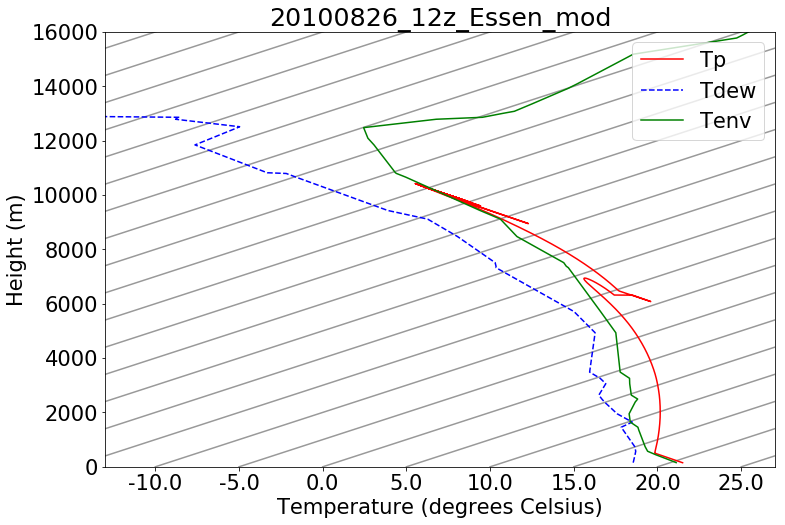 20100826_12z_Essen_mod
Tp
Tdew
Tenv
Height (m)
16000
14000
12000
10000
8000
6000
4000
2000
0
-10.0 -5.0 0.0 5.0 10.0 15.0 20.0 25.0
Temperature (degrees Celsius)